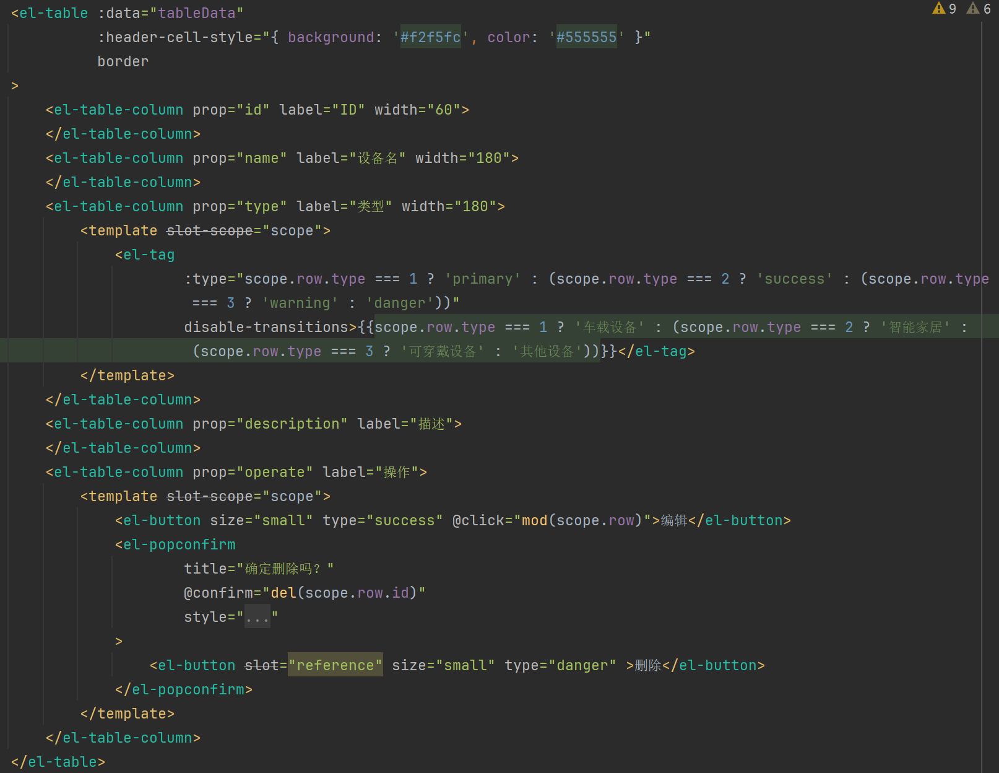 <el-table :data="tableData" 9 6
:header-cell-style="{ background: '#f2f5fc', color: '#555555' }"
border
>
<el-table-column prop="id" label="ID" width="60">
</el-table-column>
<el-table-column prop="name" label="设备名" width="180">
</el-table-column>
<el-table-column prop="type" label="类型" width="180">
<template slot-scope="scope">
<el-tag
:type="scope.row.type === 1 ? 'primary' : (scope.row.type === 2 ? 'success' : (scope.row.type
=== 3 ? 'warning' : 'danger'))"
disable-transitions>{{scope.row.type === 1 ? '车载设备' : (scope.row.type === 2 ? '智能家居' :
(scope.row.type === 3 ? '可穿戴设备' : '其他设备'))}}</el-tag>
</template>
</el-table-column>
<el-table-column prop="description" label="描述">
</el-table-column>
<el-table-column prop="operate" label="操作">
<template slot-scope="scope">
<el-button size="small" type="success" @click="mod(scope.row)">编辑</el-button>
<el-popconfirm
title="确定删除吗？"
@confirm="del(scope.row.id)"
style="..."
>
<el-button slot="reference" size="small" type="danger" >删除</el-button>
</el-popconfirm>
</template>
</el-table-column>
</el-table>